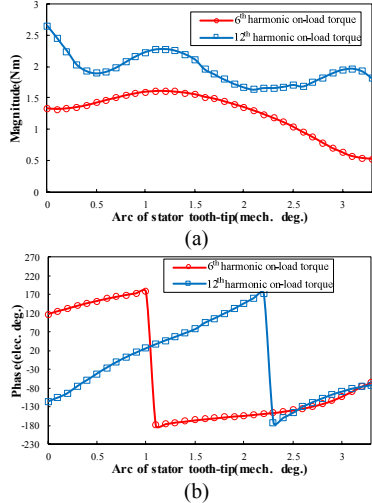 3
6th harmonic on-load torque
12th harmonic on-load torque
2.5
2
1.5
1
0.5
0
Magnitude(Nm)
0 0.5 1 1.5 2 2.5 3
Arc of stator tooth-tip(mech. deg.)
(a)
270
220
170
120
70
20
-30
-80
-130
-180
-230
Phase(elec. deg.)
6th harmonic on-load torque
12th harmonic on-load torque
0 0.5 1 1.5 2 2.5 3
Arc of stator tooth-tip(mech. deg.)
(b)